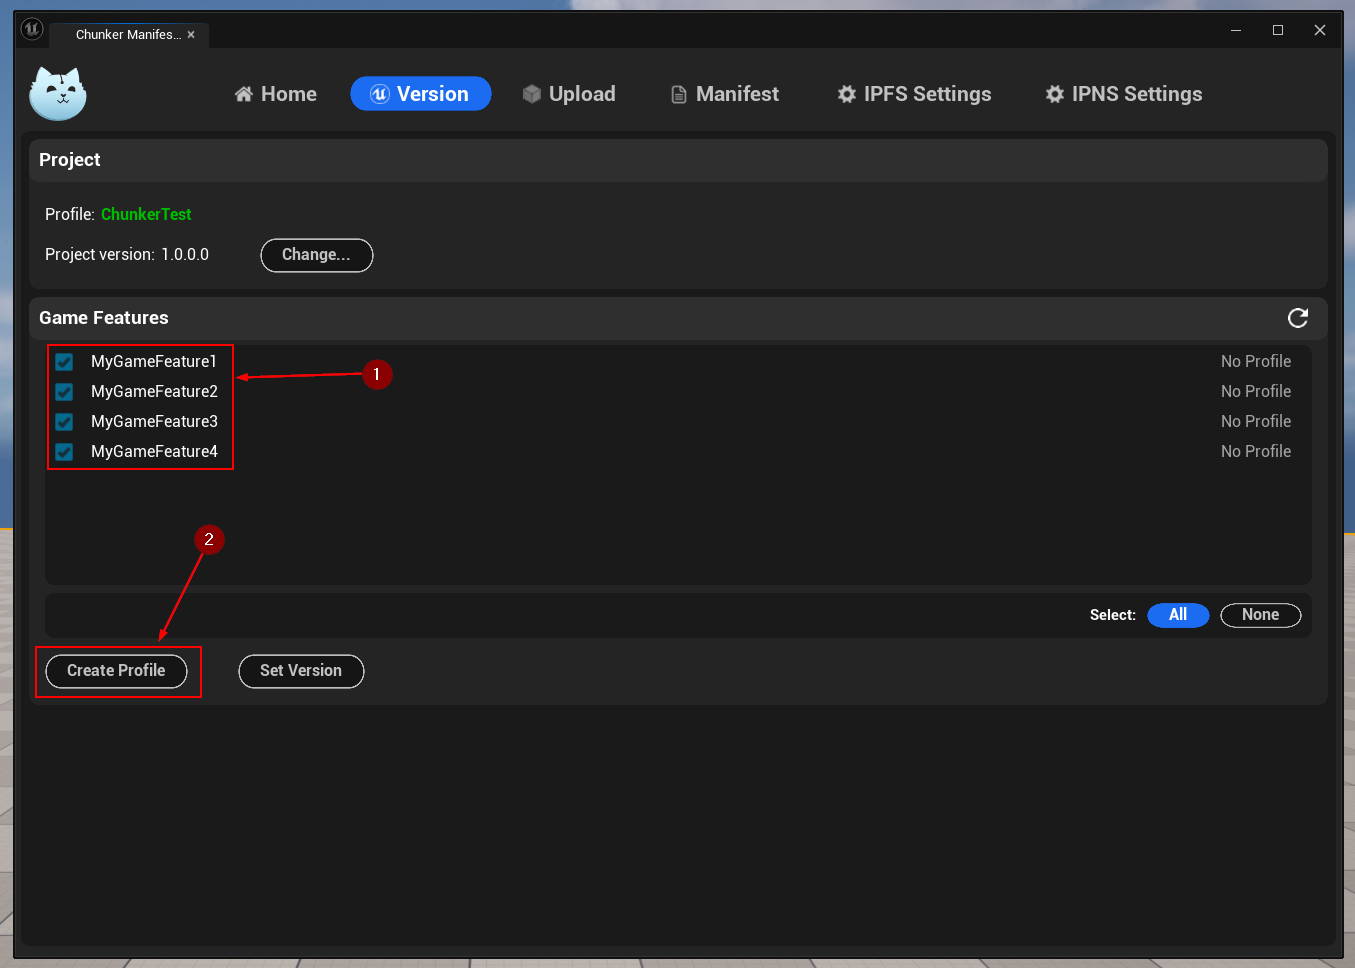 Chunker Manifes...
Home Version Upload Manifest IPFS Settings IPNS Settings
Project
Profile: ChunkerTest
Project version: 1.0.0.0 Change...
Game Features
MyGameFeature1 No Profile
MyGameFeature2 No Profile
MyGameFeature3 No Profile
MyGameFeature4 No Profile
1
2
Select: All None
Create Profile Set Version